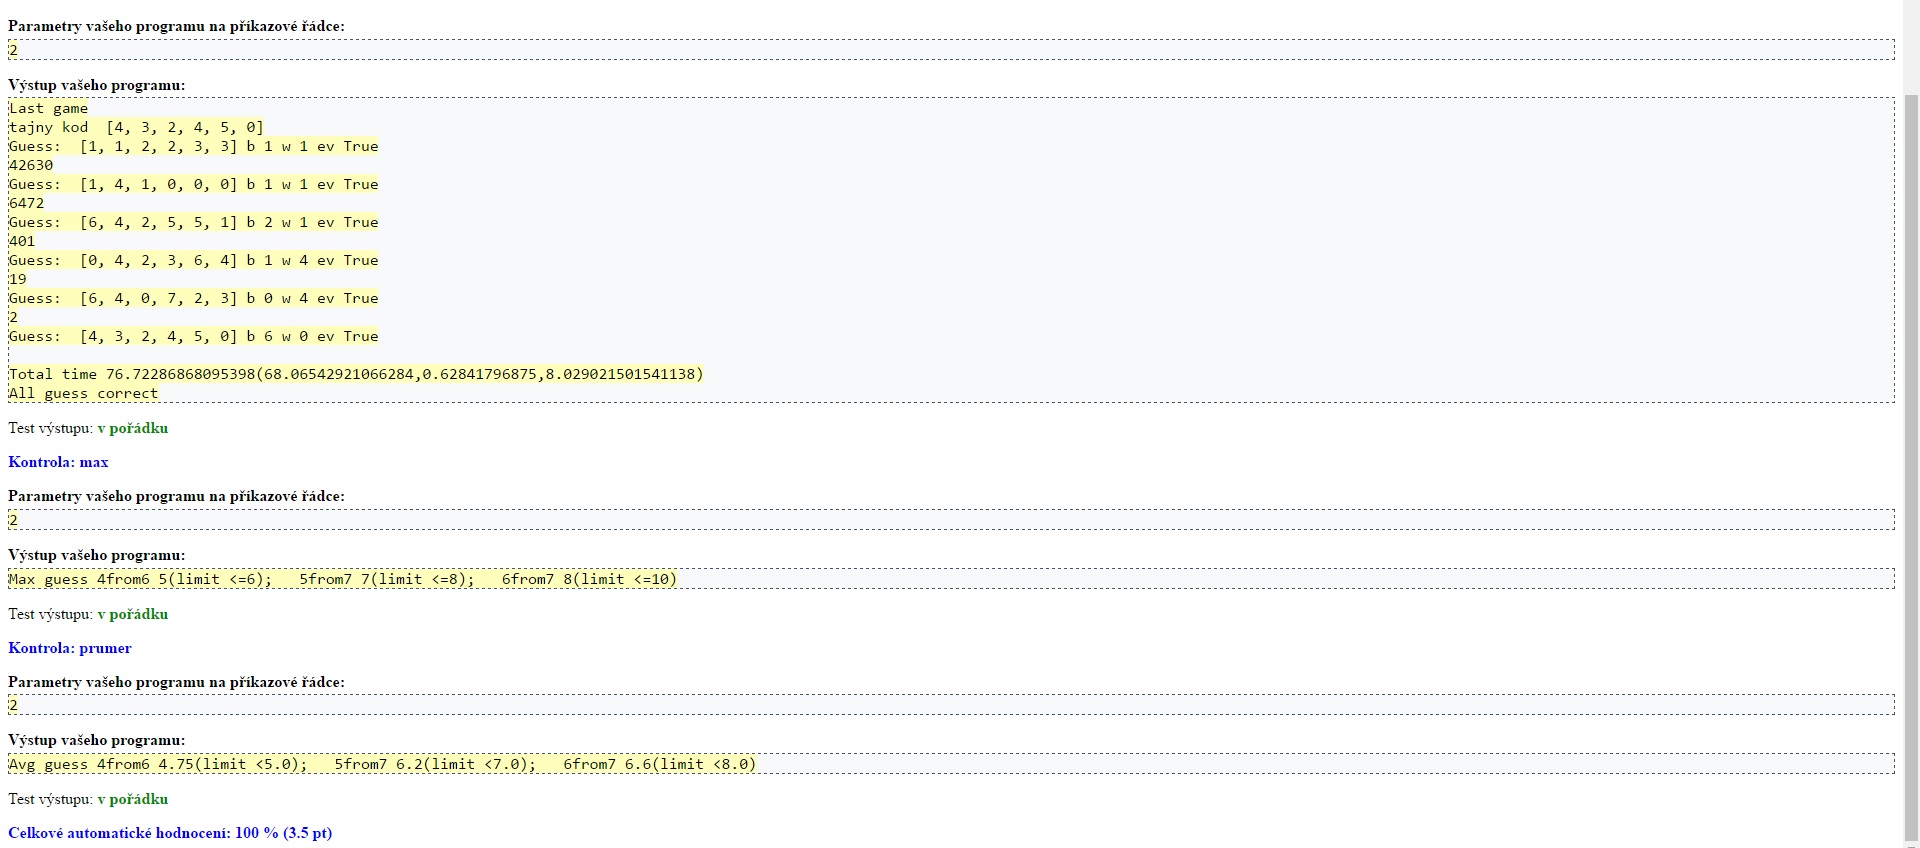 Parametry vašeho programu na příkazové řádce:
2
Výstup vašeho programu:
Last game
tajny kod  [4, 3, 2, 4, 5, 0]
Guess:  [1, 1, 2, 2, 3, 3] b 1 w 1 ev True
42630
Guess:  [1, 4, 1, 0, 0, 0] b 1 w 1 ev True
6472
Guess:  [6, 4, 2, 5, 5, 1] b 2 w 1 ev True
401
Guess:  [0, 4, 2, 3, 6, 4] b 1 w 4 ev True
19
Guess:  [6, 4, 0, 7, 2, 3] b 0 w 4 ev True
2
Guess:  [4, 3, 2, 4, 5, 0] b 6 w 0 ev True
Total time 76.72286868095398(68.06542921066284,0.62841796875,8.029021501541138)
All guess correct
Test výstupu: v pořádku
Kontrola: max
Parametry vašeho programu na příkazové řádce:
2
Výstup vašeho programu:
Max guess 4from6 5(limit <=6);   5from7 7(limit <=8);   6from7 8(limit <=10)
Test výstupu: v pořádku
Kontrola: prumer
Parametry vašeho programu na příkazové řádce:
2
Výstup vašeho programu:
Avg guess 4from6 4.75(limit <5.0);   5from7 6.2(limit <7.0);   6from7 6.6(limit <8.0)
Test výstupu: v pořádku
Celkové automatické hodnocení: 100 % (3.5 pt)